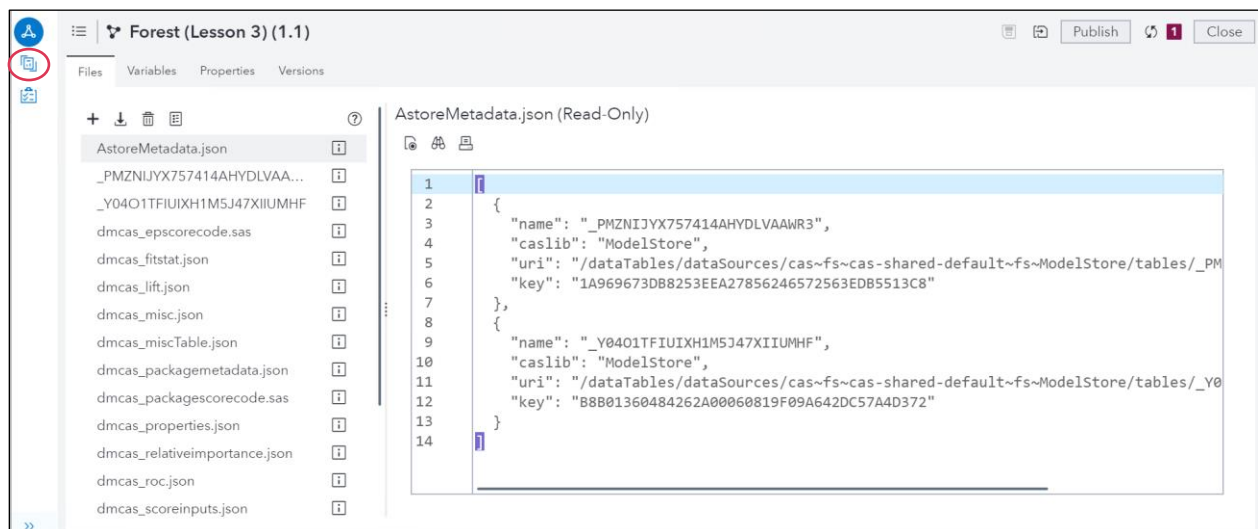 Forest (Lesson 3) (1.1)
Publish
1
Close
Files
Variables
Properties
Versions
AstoreMetadata.json
_PMZNIJYX757414AHYDLVAA...
_Y04O1TFIUIXH1M5J47XIIUMHF
dmcas_epscorecode.sas
dmcas_fitstat.json
dmcas_lift.json
dmcas_misc.json
dmcas_miscTable.json
dmcas_packagemetadata.json
dmcas_packagescorecode.sas
dmcas_properties.json
dmcas_relativeimportance.json
dmcas_roc.json
dmcas_scoreinputs.json
AstoreMetadata.json (Read-Only)
1 [
2 {
3 "name": "_PMZNIJYX757414AHYDLVAAWR3",
4 "caslib": "ModelStore",
5 "uri": "/dataTables/dataSources/cas~fs~cas-shared-default~fs~ModelStore/tables/_PM
6 "key": "1A969673DB8253EEA27856246572563EDB5513C8"
7 },
8 {
9 "name": "_Y04O1TFIUIXH1M5J47XIIUMHF",
10 "caslib": "ModelStore",
11 "uri": "/dataTables/dataSources/cas~fs~cas-shared-default~fs~ModelStore/tables/_Y0
12 "key": "B8B01360484262A00060819F09A642DC57A4D372"
13 }
14 ]